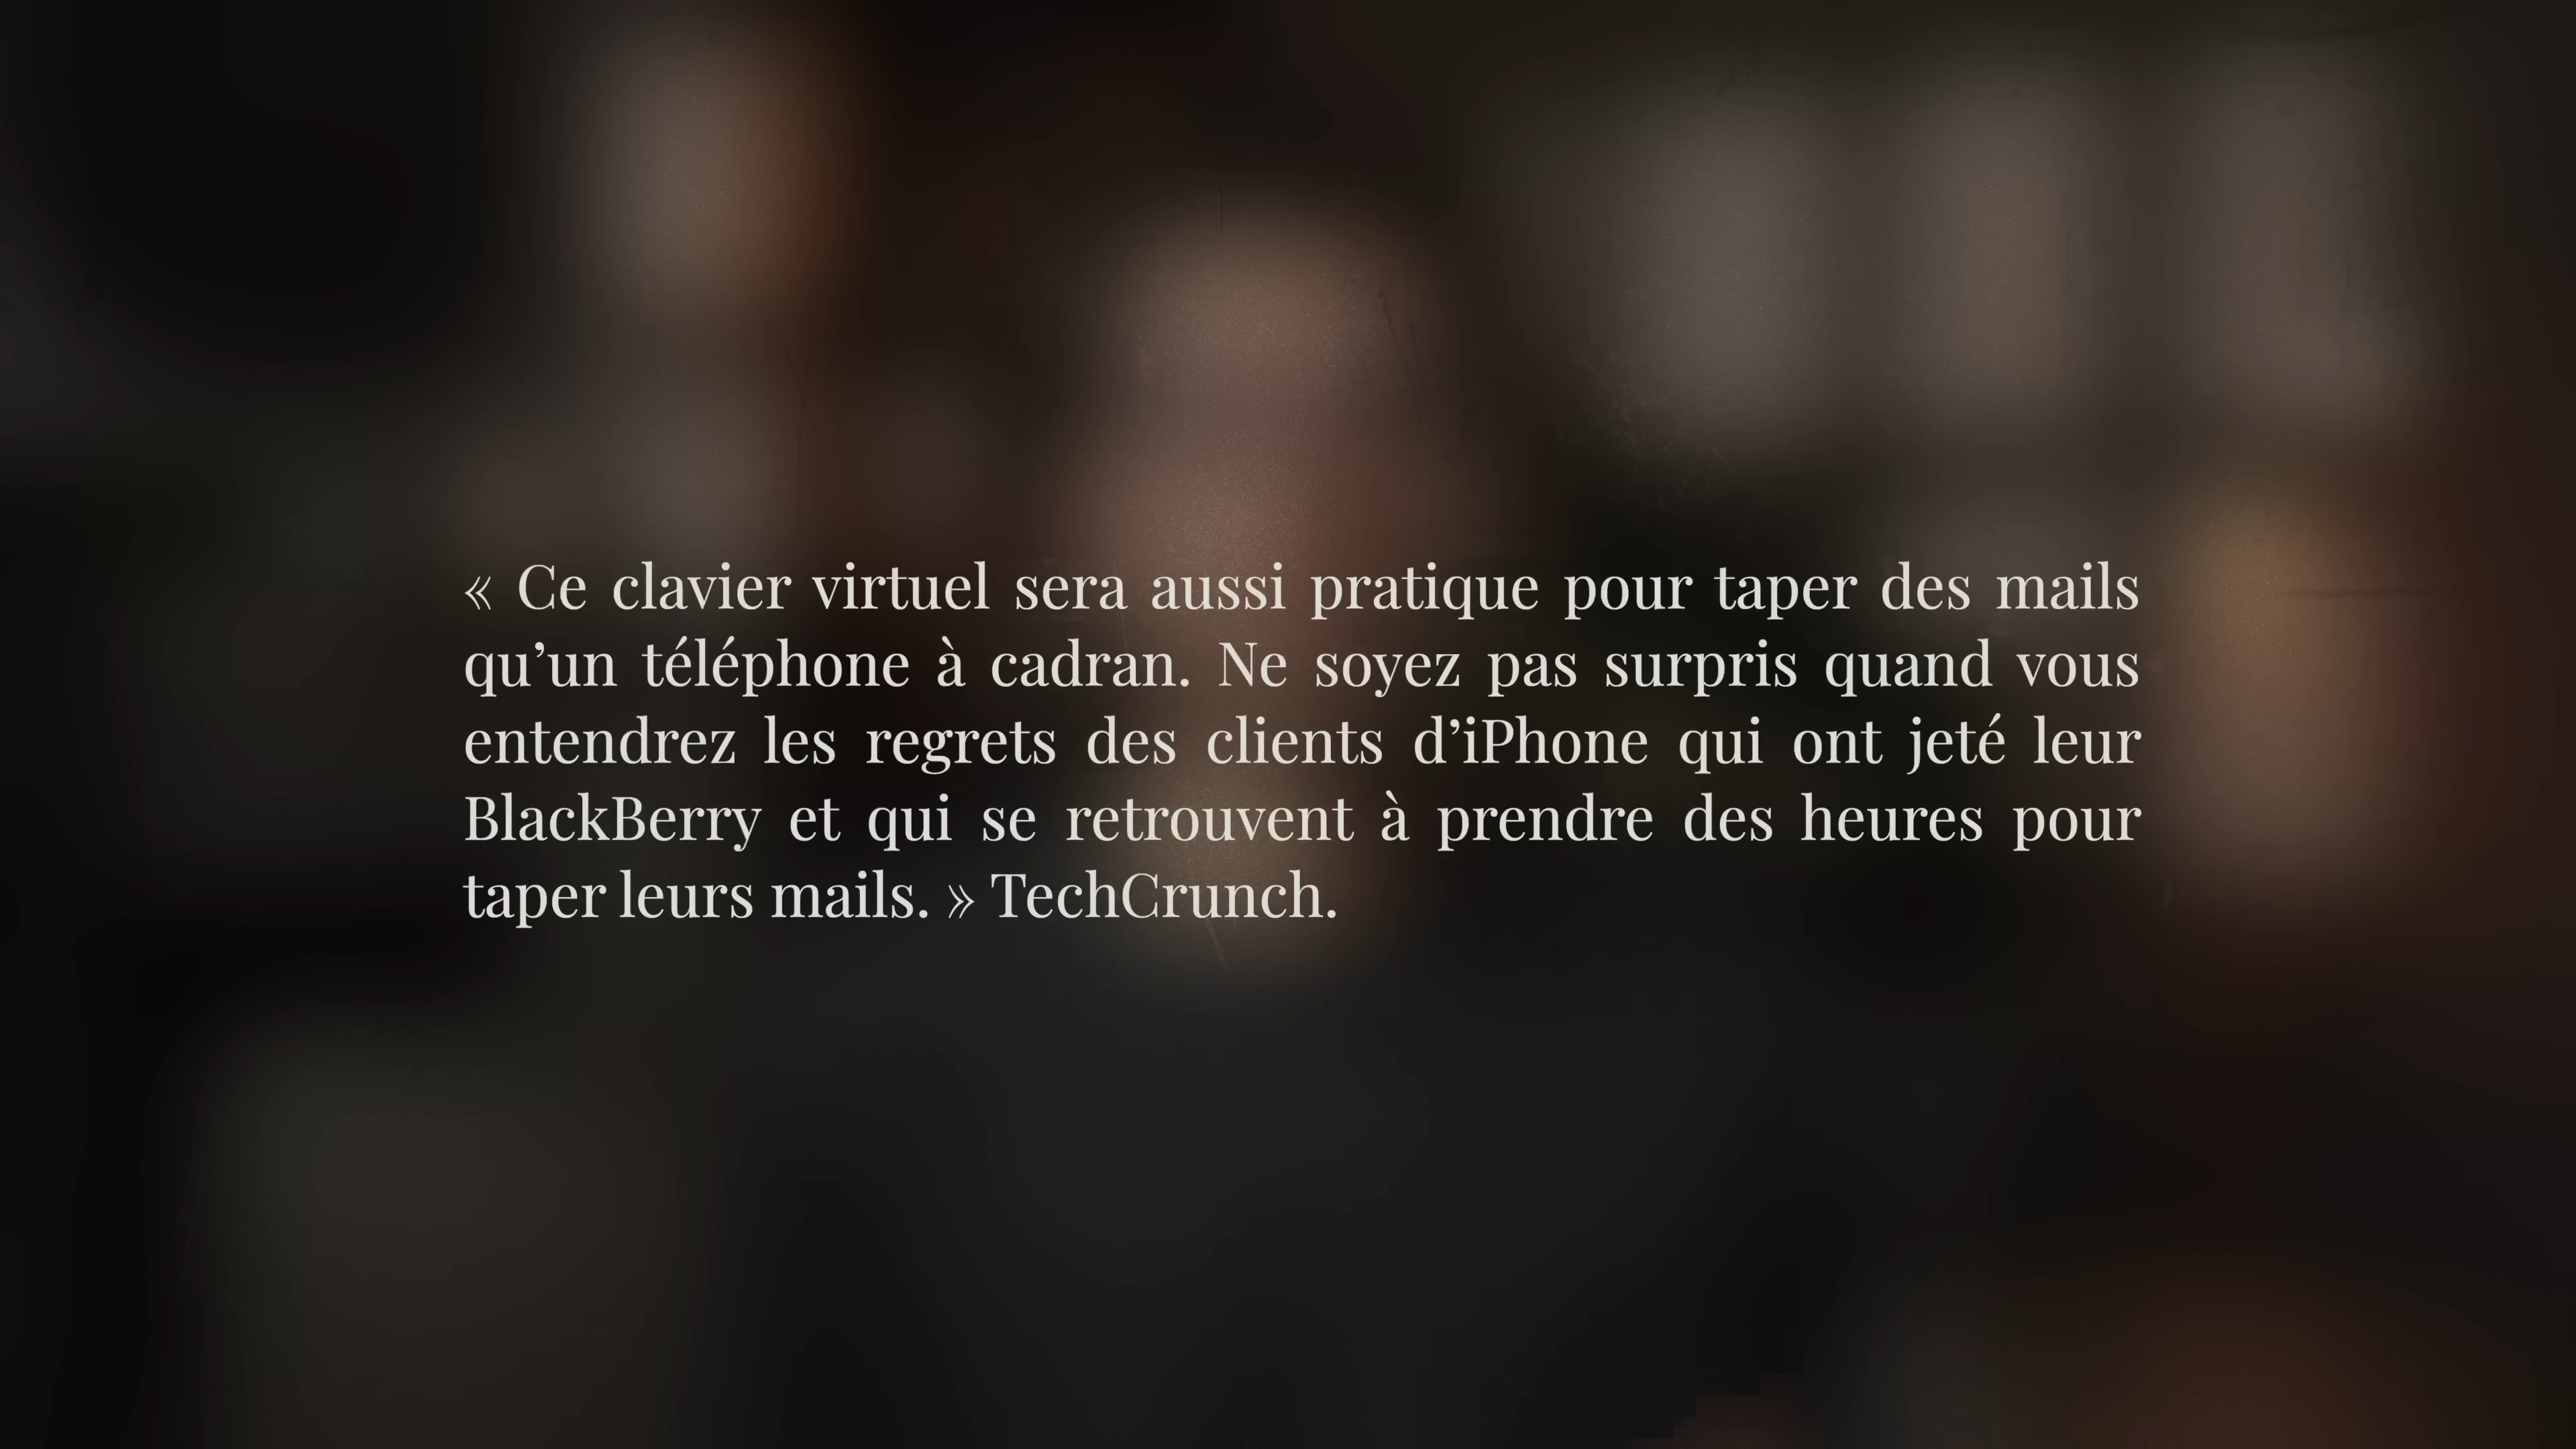 « Ce clavier virtuel sera aussi pratique pour taper des mails
qu’un téléphone à cadran. Ne soyez pas surpris quand vous
entendrez les regrets des clients d’iPhone qui ont jeté leur
BlackBerry et qui se retrouvent à prendre des heures pour
taper leurs mails. » TechCrunch.